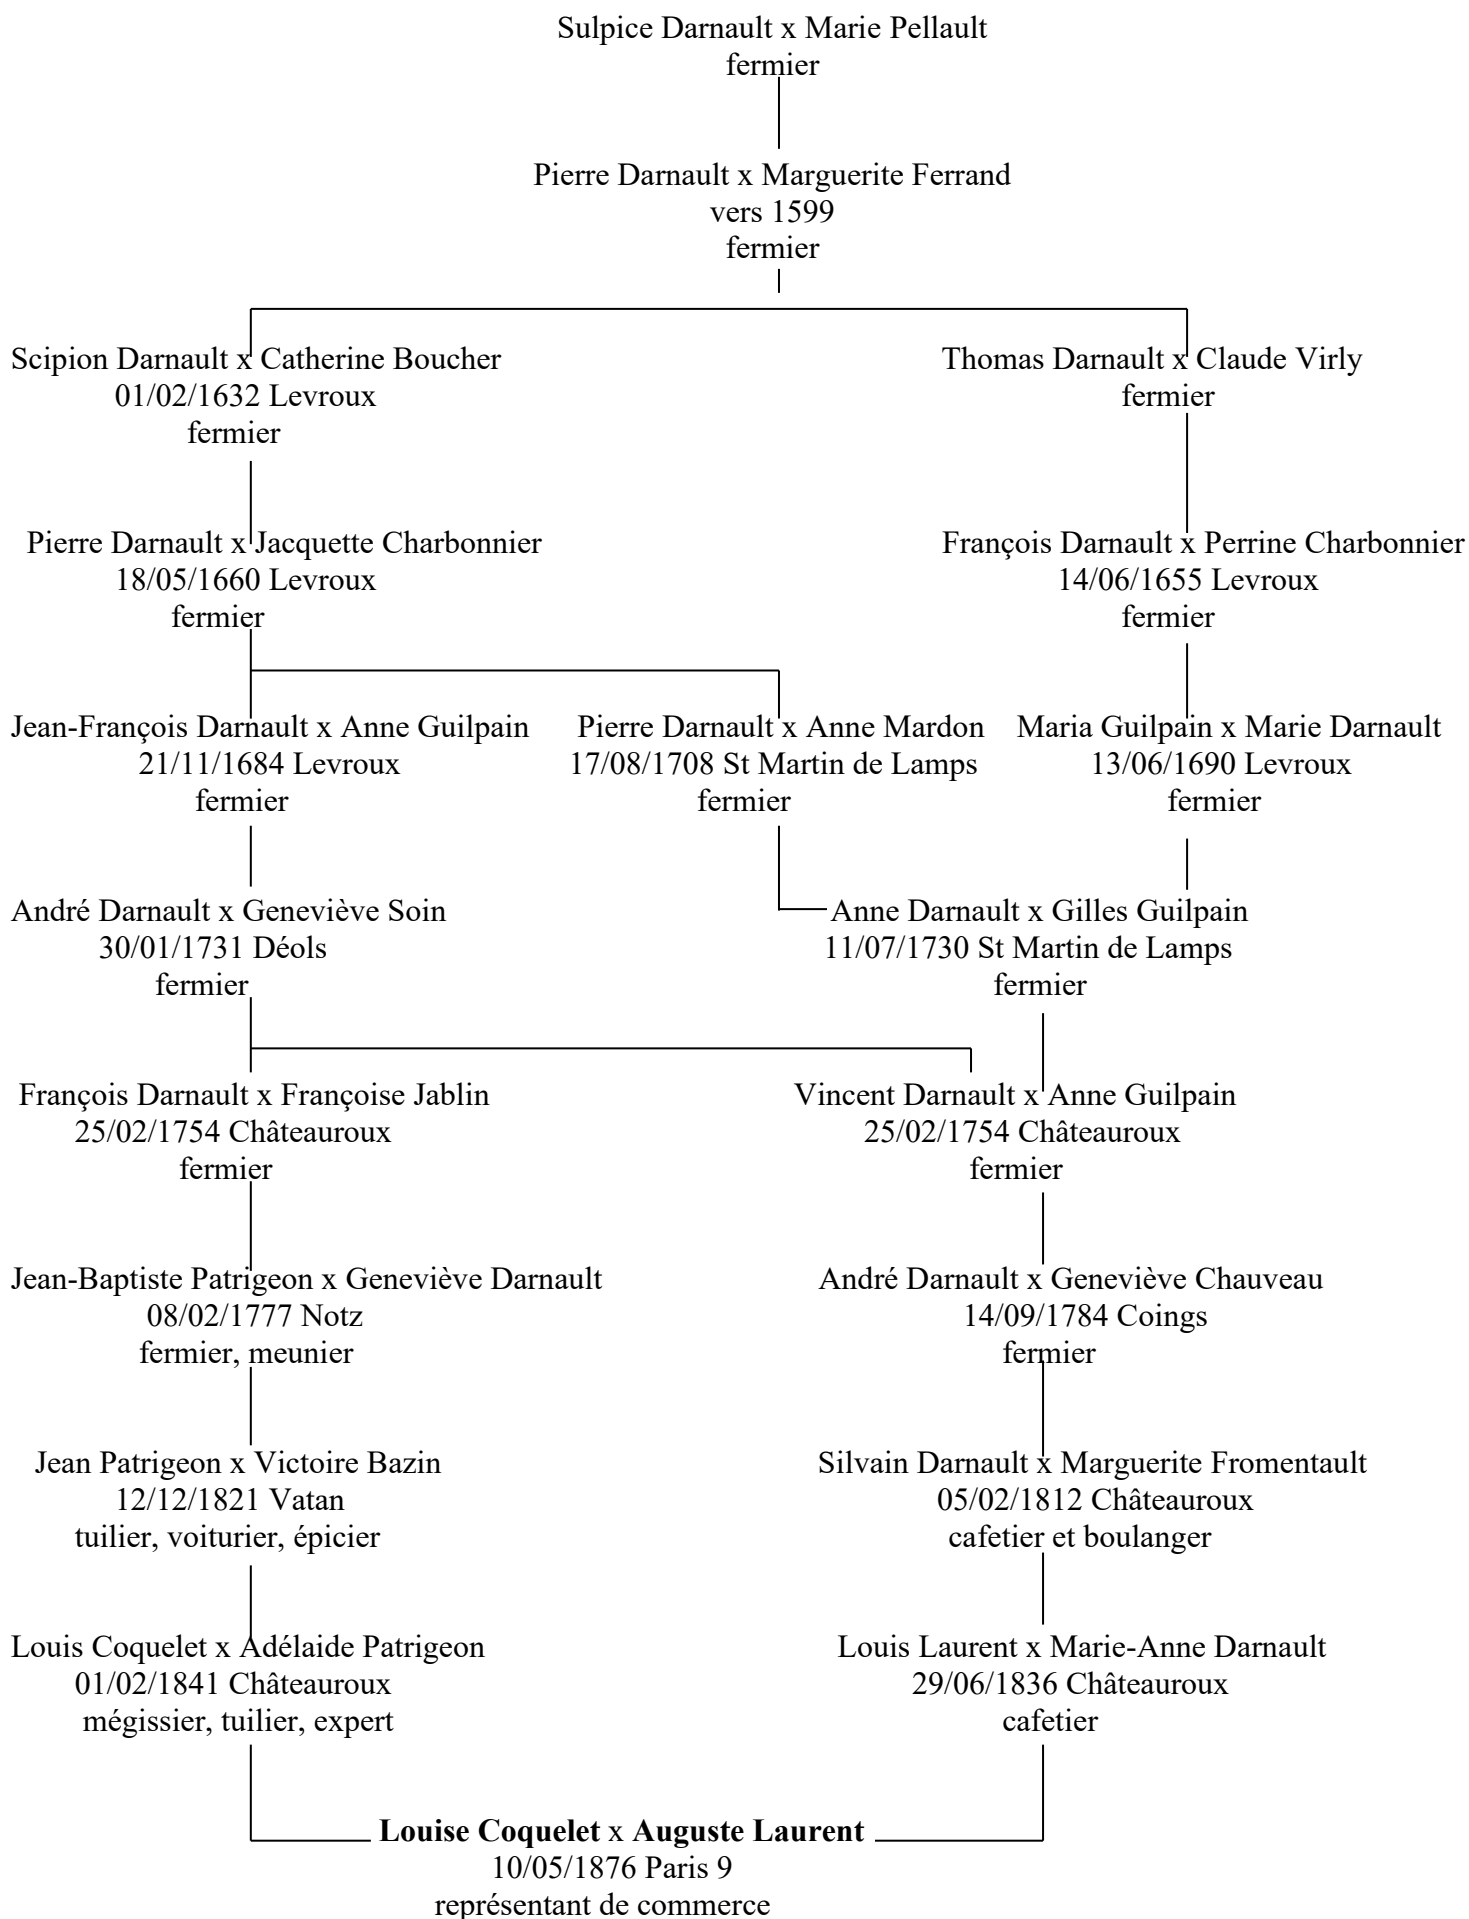 Sulpice Darnault x Marie Pellault
fermier
Pierre Darnault x Marguerite Ferrand
vers 1599
fermier
Scipion Darnault x Catherine Boucher
01/02/1632 Levroux
fermier
Thomas Darnault x Claude Virly
fermier
Pierre Darnault x Jacquette Charbonnier
18/05/1660 Levroux
fermier
François Darnault x Perrine Charbonnier
14/06/1655 Levroux
fermier
Jean-François Darnault x Anne Guilpain
21/11/1684 Levroux
fermier
Pierre Darnault x Anne Mardon
17/08/1708 St Martin de Lamps
fermier
Maria Guilpain x Marie Darnault
13/06/1690 Levroux
fermier
André Darnault x Geneviève Soin
30/01/1731 Déols
fermier
Anne Darnault x Gilles Guilpain
11/07/1730 St Martin de Lamps
fermier
François Darnault x Françoise Jablin
25/02/1754 Châteauroux
fermier
Vincent Darnault x Anne Guilpain
25/02/1754 Châteauroux
fermier
Jean-Baptiste Patrigeon x Geneviève Darnault
08/02/1777 Notz
fermier, meunier
André Darnault x Geneviève Chauveau
14/09/1784 Coings
fermier
Jean Patrigeon x Victoire Bazin
12/12/1821 Vatan
tuilier, voiturier, épicier
Silvain Darnault x Marguerite Fromentault
05/02/1812 Châteauroux
cafetier et boulanger
Louis Coquelet x Adélaide Patrigeon
01/02/1841 Châteauroux
mégissier, tuilier, expert
Louis Laurent x Marie-Anne Darnault
29/06/1836 Châteauroux
cafetier
Louise Coquelet x Auguste Laurent
10/05/1876 Paris 9
représentant de commerce